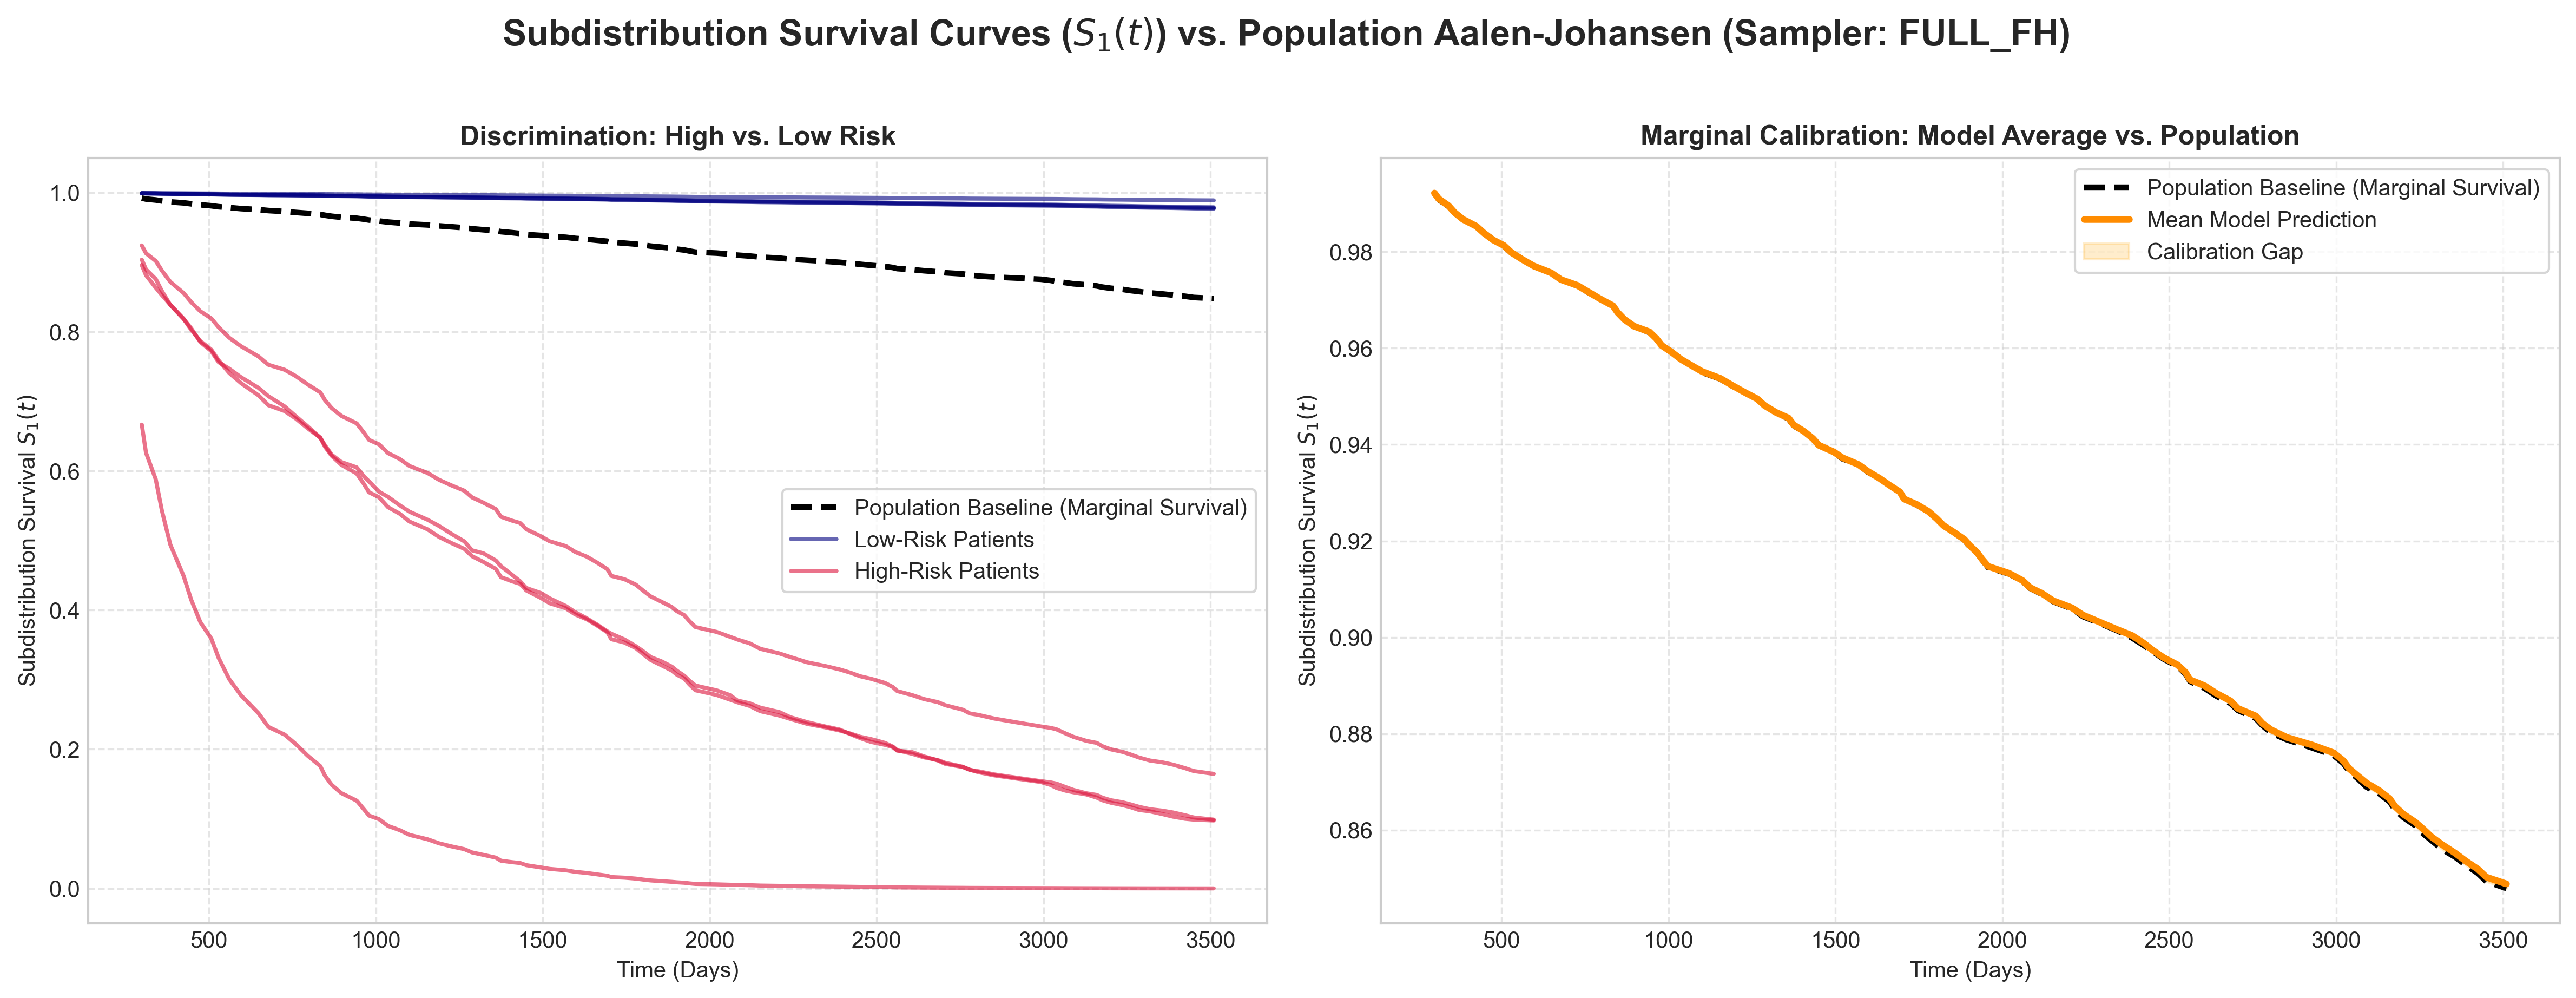 Subdistribution Survival Curves (S₁(t)) vs. Population Aalen-Johansen (Sampler: FULL_FH)
Discrimination: High vs. Low Risk
Subdistribution Survival S₁(t)
1.0
0.8
0.6
0.4
0.2
0.0
Population Baseline (Marginal Survival)
Low-Risk Patients
High-Risk Patients
500 1000 1500 2000 2500 3000 3500
Time (Days)
Marginal Calibration: Model Average vs. Population
Subdistribution Survival S₁(t)
0.98
0.96
0.94
0.92
0.90
0.88
0.86
Population Baseline (Marginal Survival)
Mean Model Prediction
Calibration Gap
500 1000 1500 2000 2500 3000 3500
Time (Days)